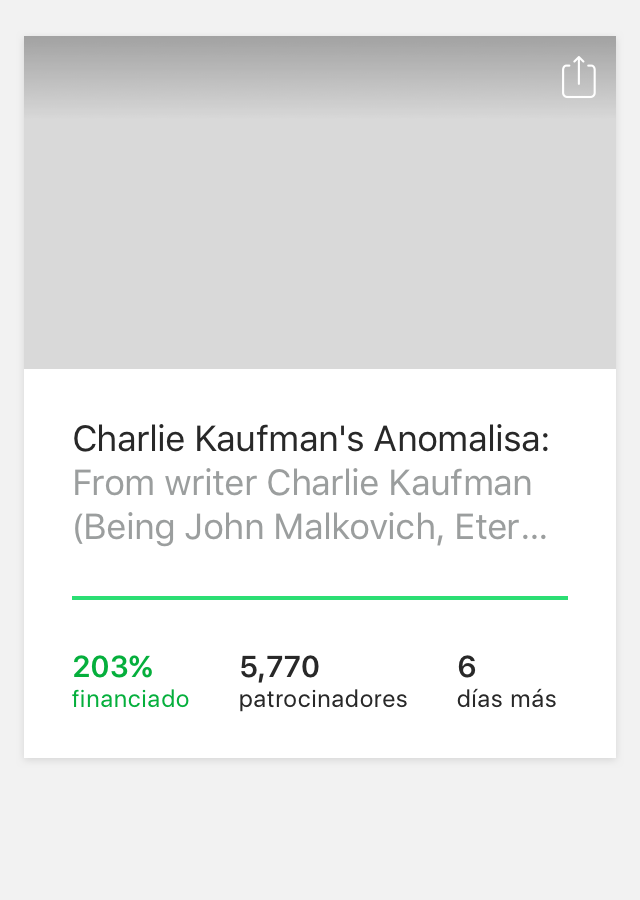 Charlie Kaufman's Anomalisa:
From writer Charlie Kaufman
(Being John Malkovich, Eter...
203%
financiado
5,770
patrocinadores
6
días más